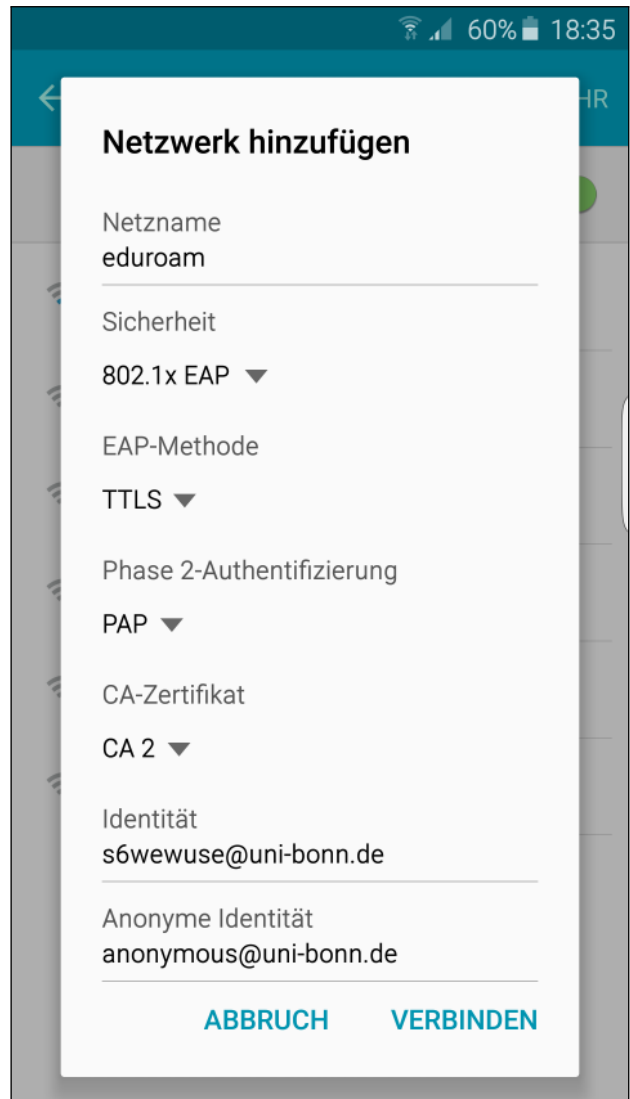 60% 18:35
HR
Netzwerk hinzufügen
Netzname
eduroam
Sicherheit
802.1x EAP
EAP-Methode
TTLS
Phase 2-Authentifizierung
PAP
CA-Zertifikat
CA 2
Identität
s6wewuse@uni-bonn.de
Anonyme Identität
anonymous@uni-bonn.de
ABBRUCH VERBINDEN